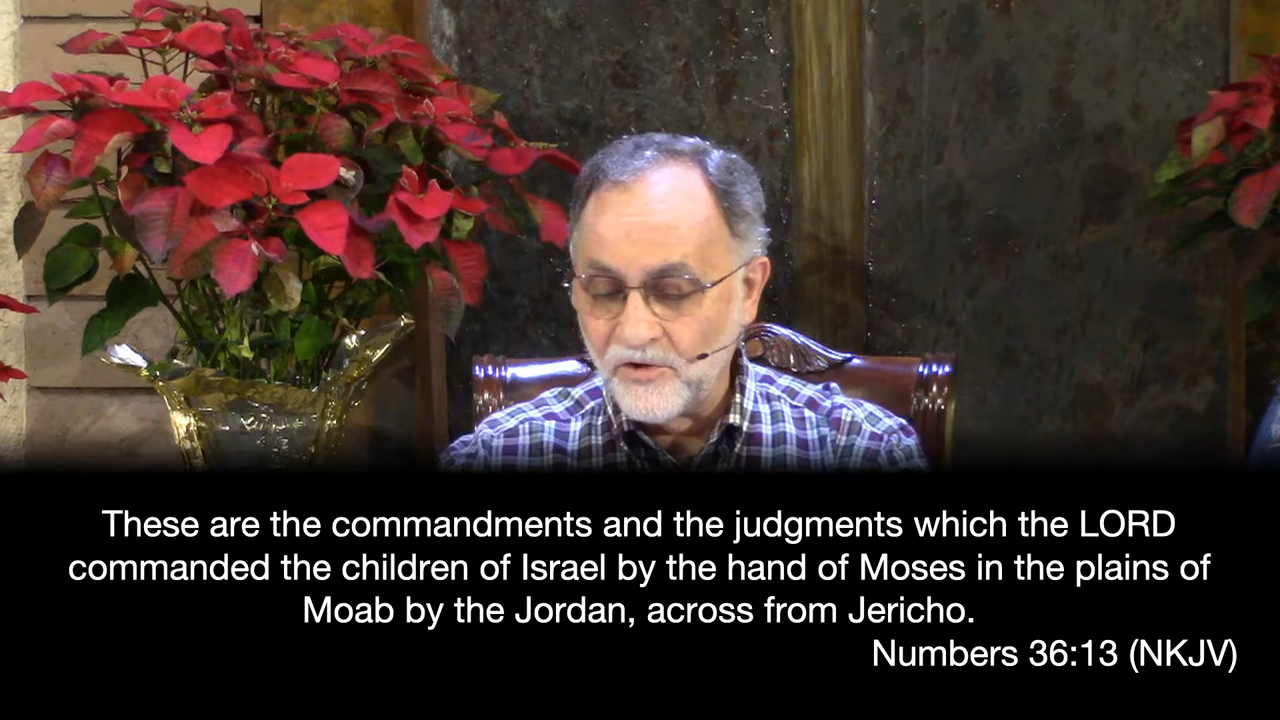 These are the commandments and the judgments which the LORD
commanded the children of Israel by the hand of Moses in the plains of
Moab by the Jordan, across from Jericho.
Numbers 36:13 (NKJV)